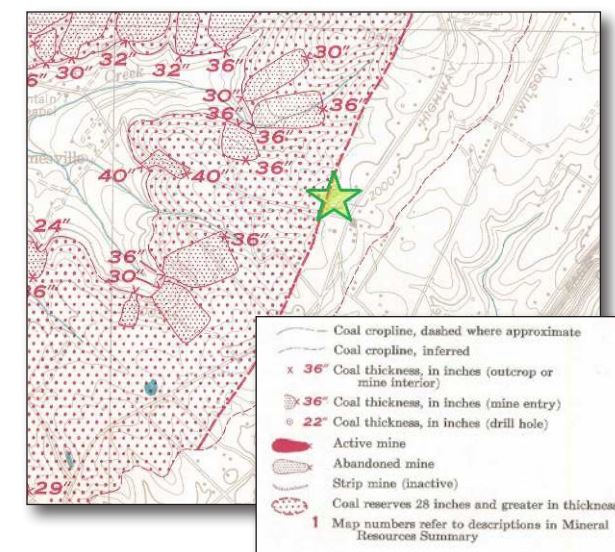 32"
36"
30"
6" 30"
32"
Creek
30"
36"
36"
36"
36"
HIGHWAY
WILSON
40"
40"
2000
24"
36"
36"
30"
36"
29"
Coal cropline, dashed where approximate
Coal cropline, inferred
x 36" Coal thickness, in inches (outcrop or
mine interior)
x 36" Coal thickness, in inches (mine entry)
22" Coal thickness, in inches (drill hole)
Active mine
Abandoned mine
Strip mine (inactive)
Coal reserves 28 inches and greater in thickness
1 Map numbers refer to descriptions in Mineral
Resources Summary